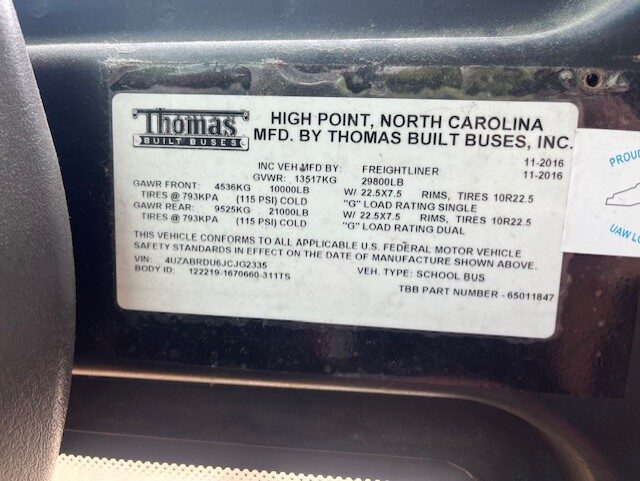 Thomas
BUILT BUSES
HIGH POINT, NORTH CAROLINA
MFD. BY THOMAS BUILT BUSES, INC.
11-2016
INC VEH MFD BY: FREIGHTLINER 11-2016
GVWR: 13517KG 29800LB
GAWR FRONT: 4536KG 10000LB W/ 22.5X7.5 RIMS, TIRES 10R22.5
TIRES @ 793KPA (115 PSI) COLD "G" LOAD RATING SINGLE
GAWR REAR: 9525KG 21000LB W/ 22.5X7.5 RIMS, TIRES 10R22.5
TIRES @ 793KPA (115 PSI) COLD "G" LOAD RATING DUAL
THIS VEHICLE CONFORMS TO ALL APPLICABLE U.S. FEDERAL MOTOR VEHICLE
SAFETY STANDARDS IN EFFECT ON THE DATE OF MANUFACTURE SHOWN ABOVE.
VIN: 4UZABRDU6JCJG2335
BODY ID: 122219-1670660-311TS VEH. TYPE: SCHOOL BUS
TBB PART NUMBER - 65011847
PROUD
UAW LO